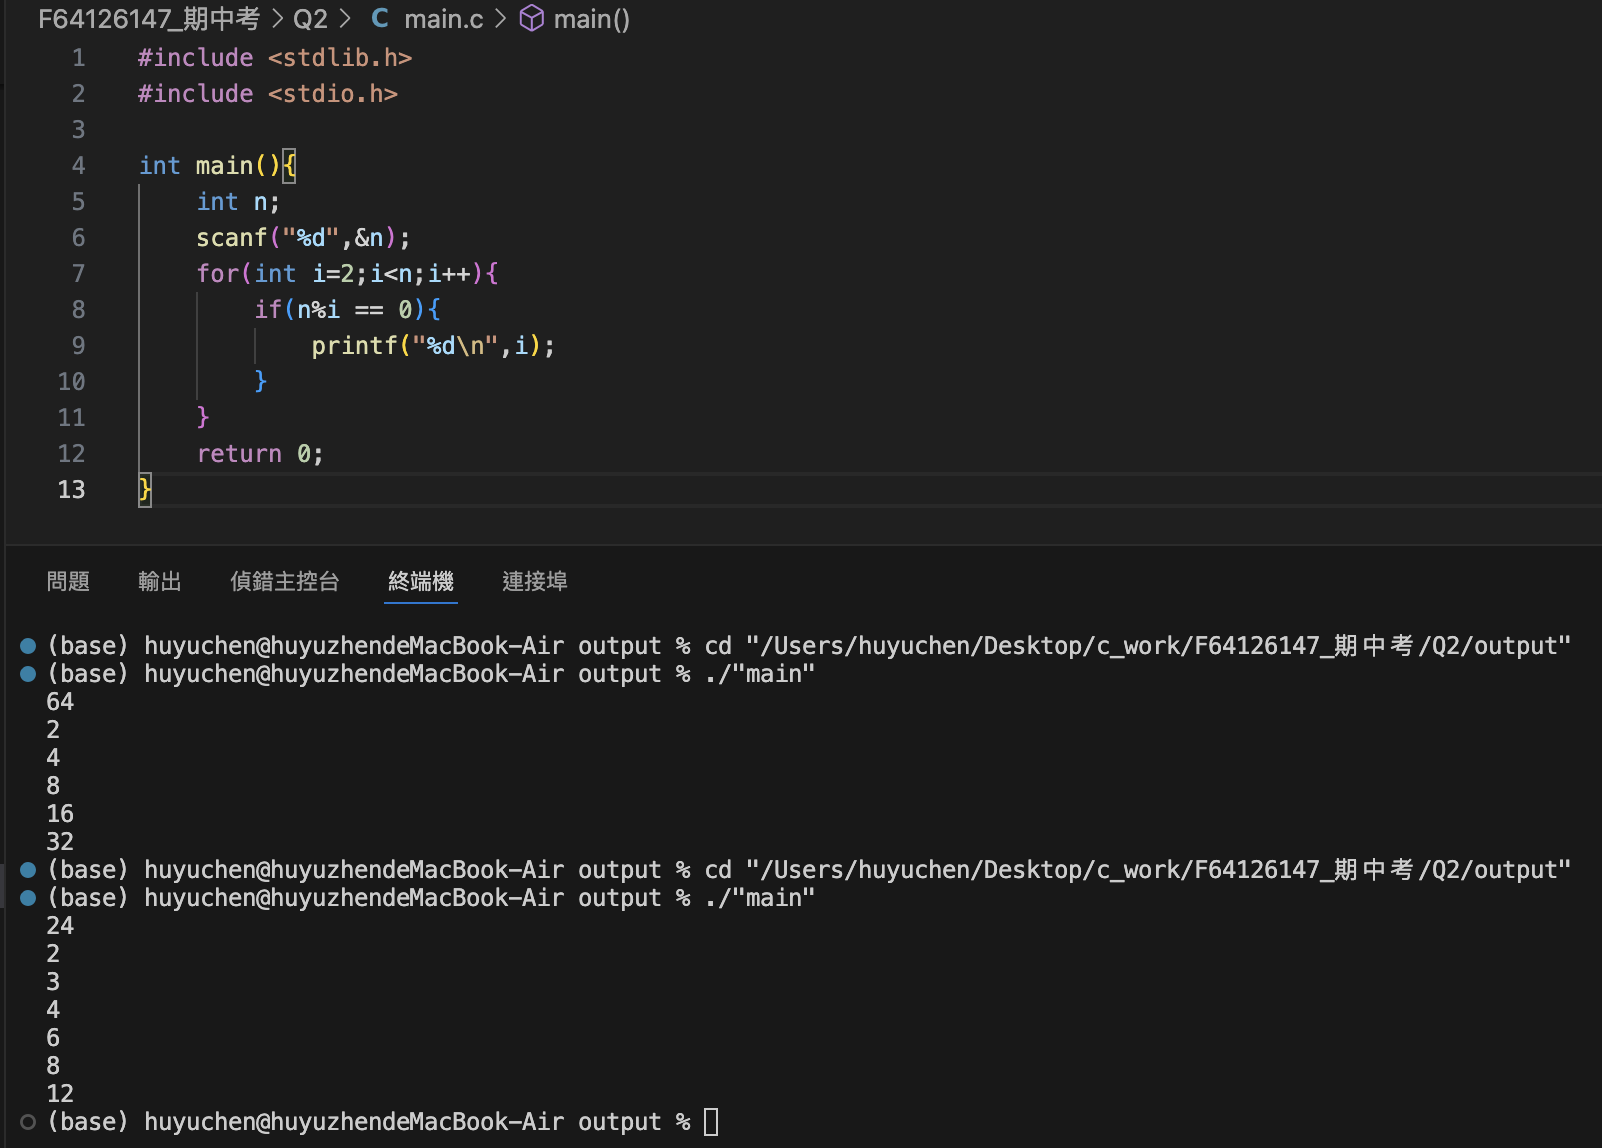 F64126147_期中考 > Q2 > C main.c > main()
1 #include <stdlib.h>
2 #include <stdio.h>
3
4 int main(){
5     int n;
6     scanf("%d",&n);
7     for(int i=2;i<n;i++){
8         if(n%i == 0){
9             printf("%d\n",i);
10         }
11     }
12     return 0;
13 }
問題 輸出 偵錯主控台 終端機 連接埠
(base) huyuchen@huyuzhendeMacBook-Air output % cd "/Users/huyuchen/Desktop/c_work/F64126147_期中考/Q2/output"
(base) huyuchen@huyuzhendeMacBook-Air output % ./"main"
64
2
4
8
16
32
(base) huyuchen@huyuzhendeMacBook-Air output % cd "/Users/huyuchen/Desktop/c_work/F64126147_期中考/Q2/output"
(base) huyuchen@huyuzhendeMacBook-Air output % ./"main"
24
2
3
4
6
8
12
(base) huyuchen@huyuzhendeMacBook-Air output %